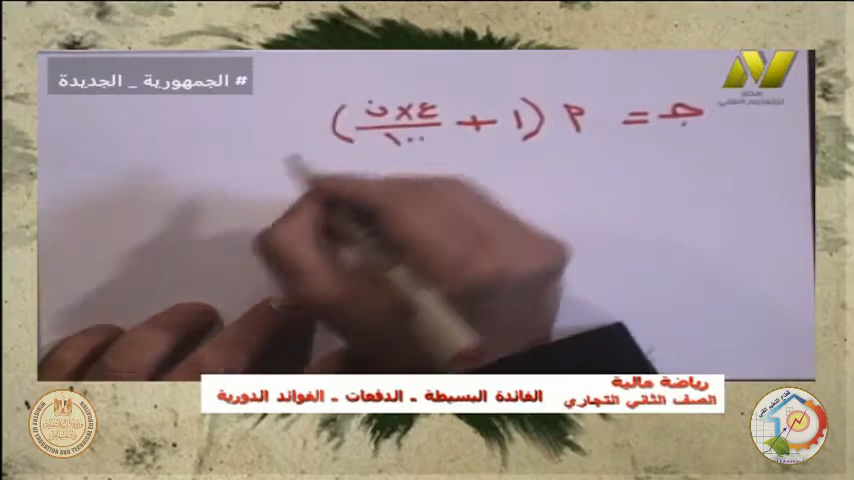 # الجمهورية _ الجديدة
جـ = م (١ + ع×ن / ١٠٠)
رياضة مالية
الصف الثاني التجاري
الفائدة البسيطة - الدفعات - الفوائد الدورية